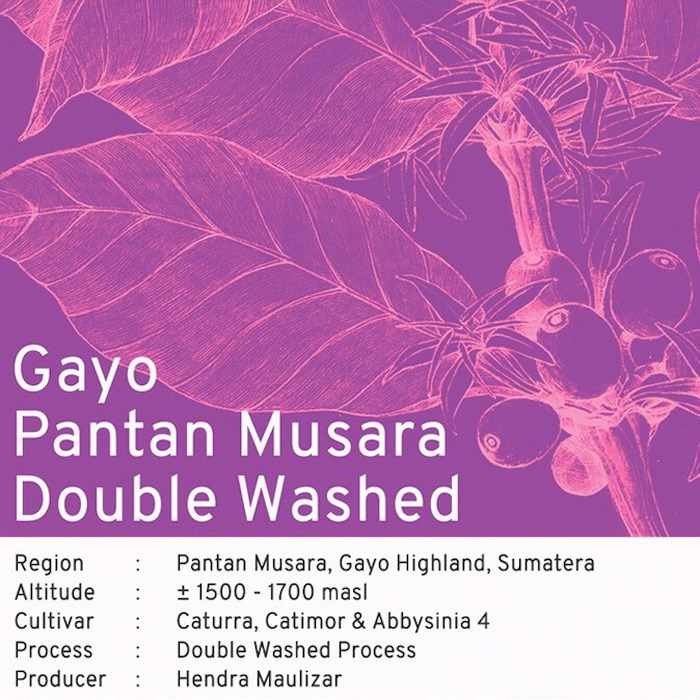 Gayo
Pantan Musara
Double Washed
Region : Pantan Musara, Gayo Highland, Sumatera
Altitude : ± 1500 - 1700 masl
Cultivar : Caturra, Catimor & Abbysinia 4
Process : Double Washed Process
Producer : Hendra Maulizar